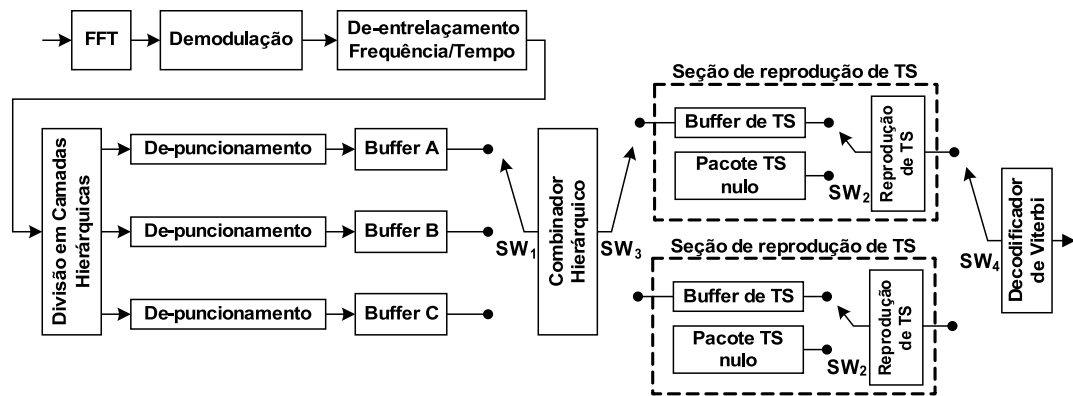 FFT
Demodulação
De-entrelaçamento
Frequência/Tempo
Divisão em Camadas
Hierárquicas
De-puncionamento
Buffer A
De-puncionamento
Buffer B
De-puncionamento
Buffer C
SW1
Combinador
Hierárquico
SW3
Seção de reprodução de TS
Buffer de TS
Pacote TS
nulo
SW2
Reprodução
de TS
Seção de reprodução de TS
Buffer de TS
Pacote TS
nulo
SW2
Reprodução
de TS
SW4
Decodificador
de Viterbi